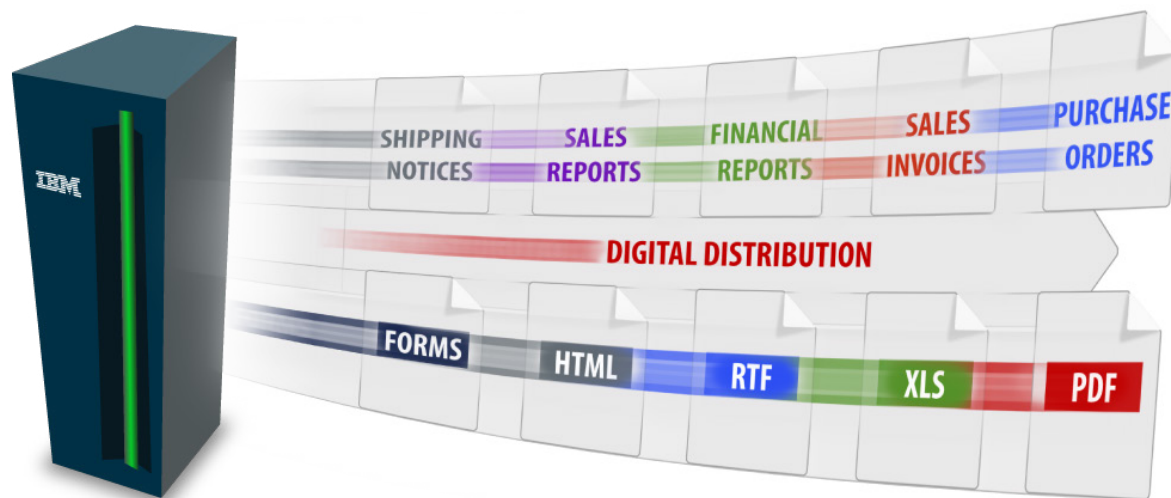 IBM
SHIPPING
NOTICES
SALES
REPORTS
FINANCIAL
REPORTS
SALES
INVOICES
PURCHASE
ORDERS
DIGITAL DISTRIBUTION
FORMS
HTML
RTF
XLS
PDF